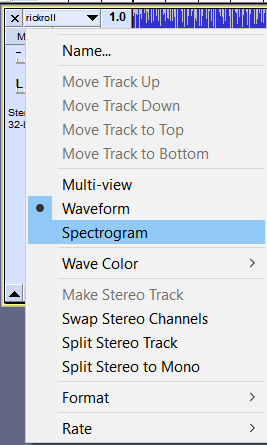 rickroll 1.0
Name...
Move Track Up
Move Track Down
Move Track to Top
Move Track to Bottom
Multi-view
Waveform
Spectrogram
Wave Color
Make Stereo Track
Swap Stereo Channels
Split Stereo Track
Split Stereo to Mono
Format
Rate